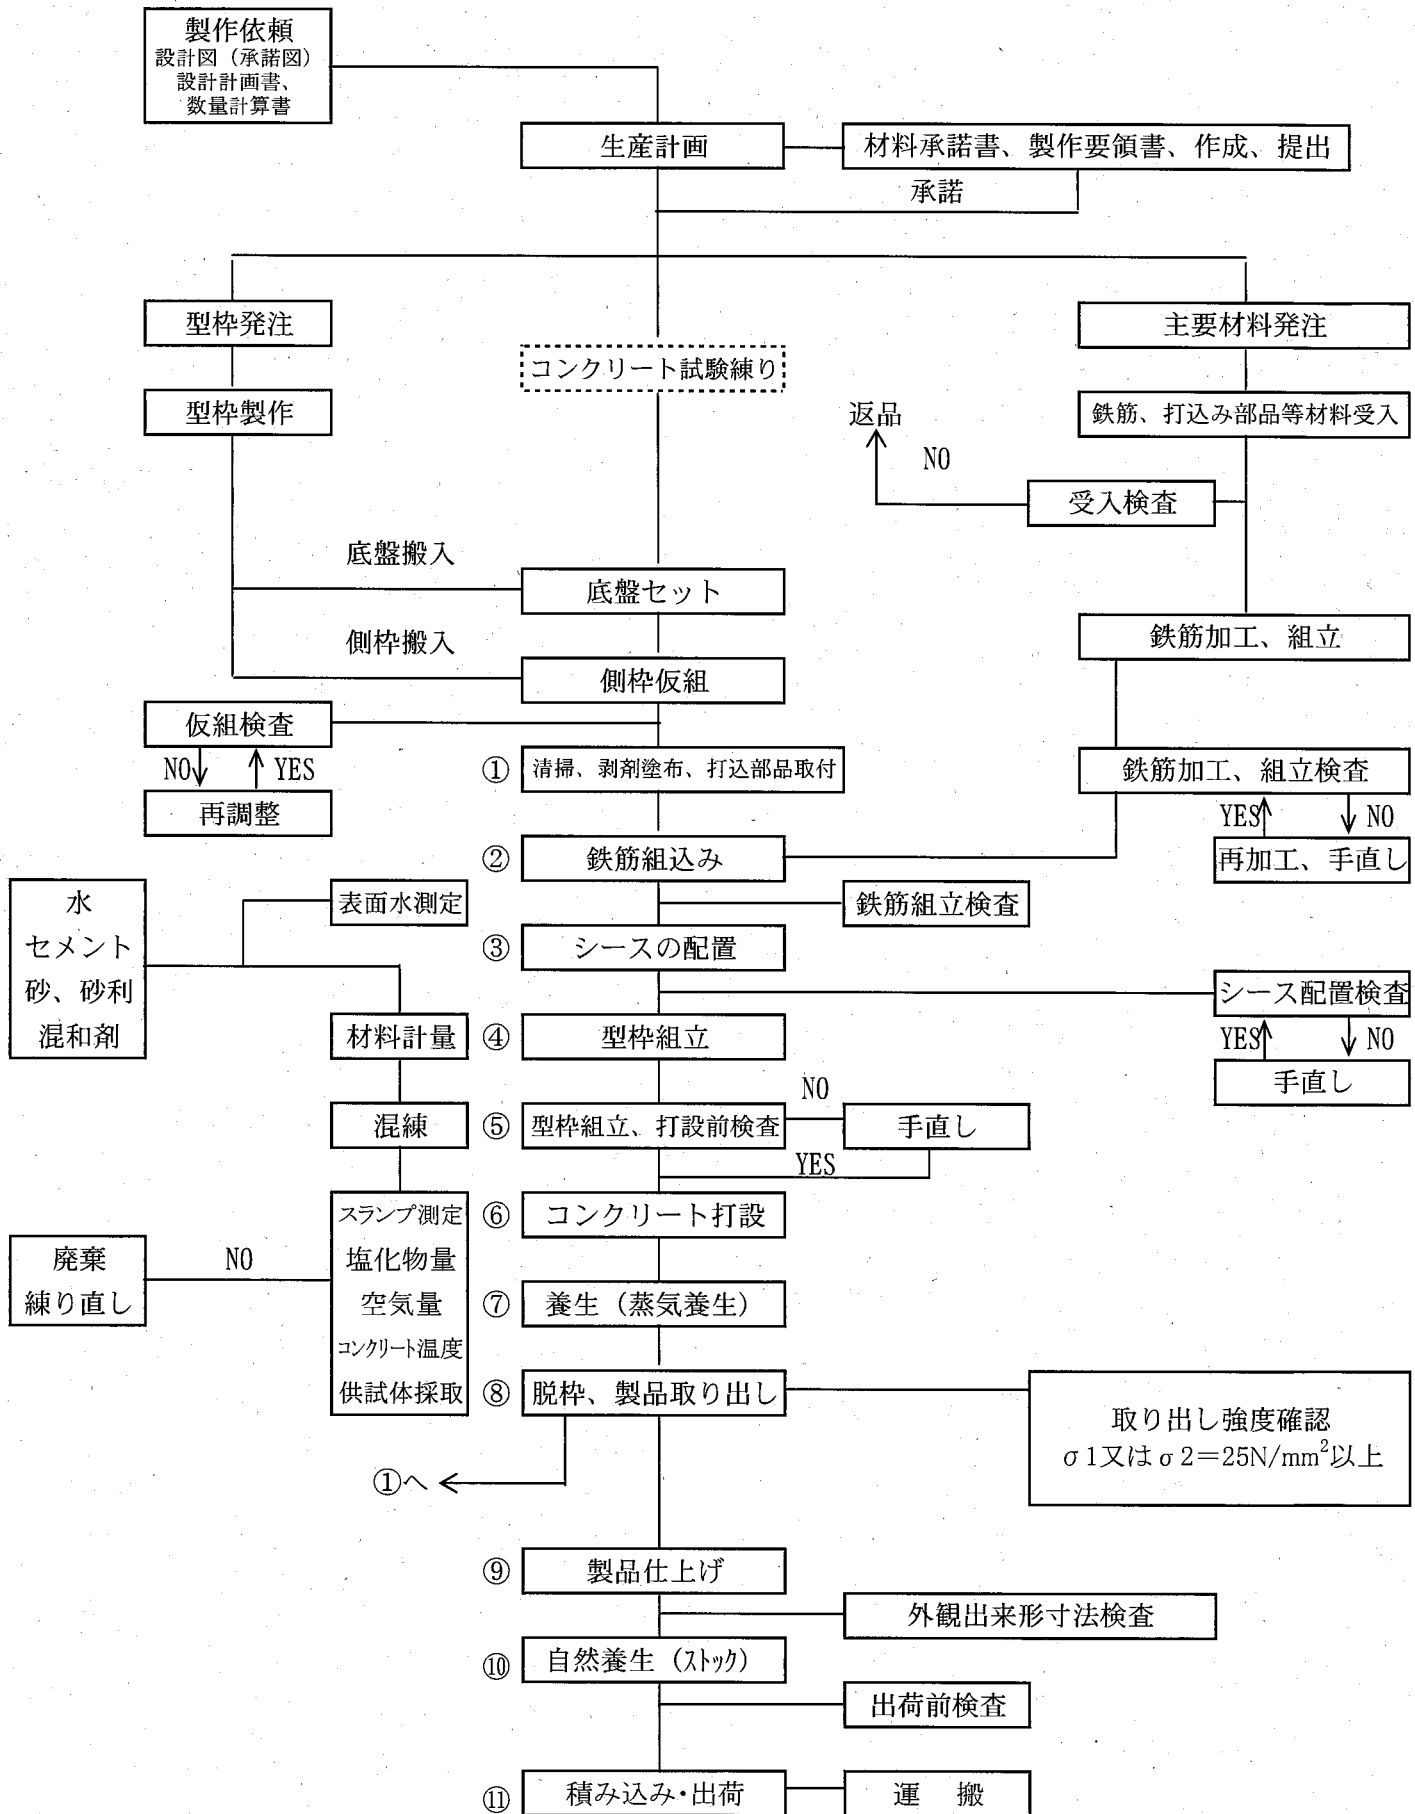 製作依頼
設計図（承諾図）
設計計画書、
数量計算書
生産計画
材料承諾書、製作要領書、作成、提出
承諾
型枠発注
主要材料発注
コンクリート試験練り
型枠製作
返品
鉄筋、打込み部品等材料受入
NO
受入検査
底盤搬入
底盤セット
側枠搬入
鉄筋加工、組立
側枠仮組
仮組検査
NO
YES
再調整
① 清掃、剥剤塗布、打込部品取付
鉄筋加工、組立検査
YES
NO
再加工、手直し
② 鉄筋組込み
鉄筋組立検査
水
セメント
砂、砂利
混和剤
表面水測定
③ シースの配置
シース配置検査
YES
NO
手直し
材料計量
④ 型枠組立
NO
混練
⑤ 型枠組立、打設前検査
手直し
YES
スランプ測定
塩化物量
空気量
コンクリート温度
供試体採取
NO
廃棄
練り直し
⑥ コンクリート打設
⑦ 養生（蒸気養生）
⑧ 脱枠、製品取り出し
取り出し強度確認
σ1又はσ2＝25N/mm²以上
①へ
⑨ 製品仕上げ
外観出来形寸法検査
⑩ 自然養生（ストック）
出荷前検査
⑪ 積み込み・出荷
運　搬